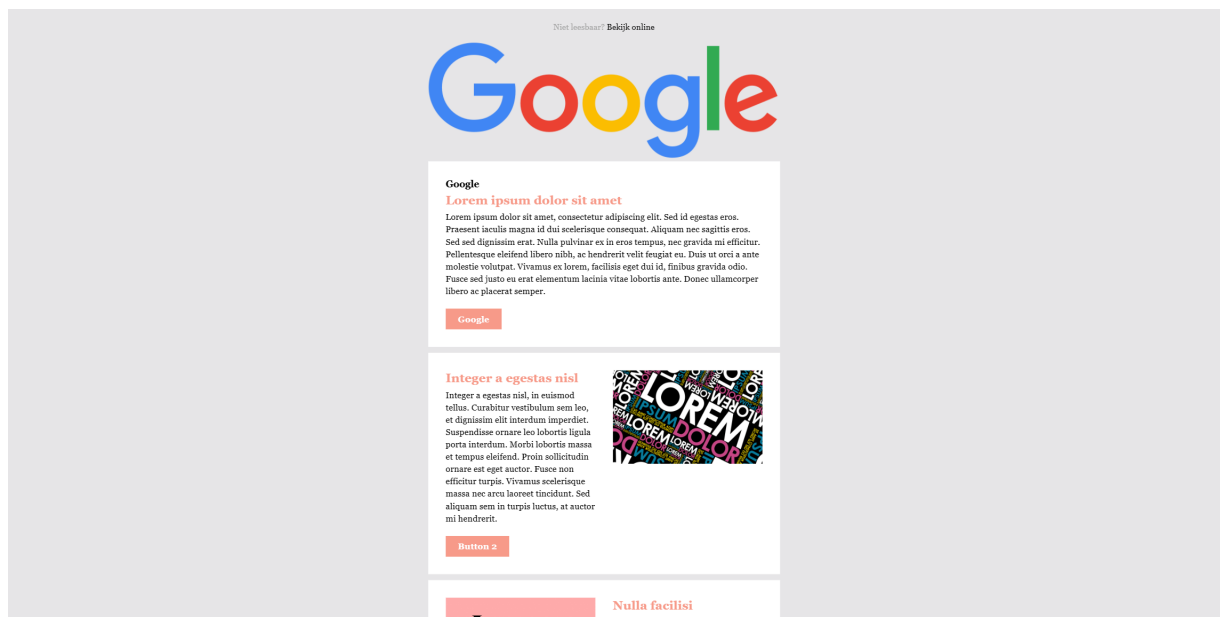 Niet leesbaar? Bekijk online
Google
Google
Lorem ipsum dolor sit amet
Lorem ipsum dolor sit amet, consectetur adipiscing elit. Sed id egestas eros.
Praesent iaculis magna id dui scelerisque consequat. Aliquam nec sagittis eros.
Sed sed dignissim erat. Nulla pulvinar ex in eros tempus, nec gravida mi efficitur.
Pellentesque eleifend libero nibh, ac hendrerit velit feugiat eu. Duis ut orci a ante
molestie volutpat. Vivamus ex lorem, facilisis eget dui id, finibus gravida odio.
Fusce sed justo eu erat elementum lacinia vitae lobortis ante. Donec ullamcorper
libero ac placerat semper.
Google
Integer a egestas nisl
Integer a egestas nisl, in euismod
tellus. Curabitur vestibulum sem leo,
et dignissim elit interdum imperdiet.
Suspendisse ornare leo lobortis ligula
porta interdum. Morbi lobortis massa
et tempus eleifend. Proin sollicitudin
ornare est eget auctor. Fusce non
efficitur turpis. Vivamus scelerisque
massa nec arcu laoreet tincidunt. Sed
aliquam sem in turpis luctus, at auctor
mi hendrerit.
Button 2
LOREM
IPSUM DOLOR
LOREM LOREM
Nulla facilisi